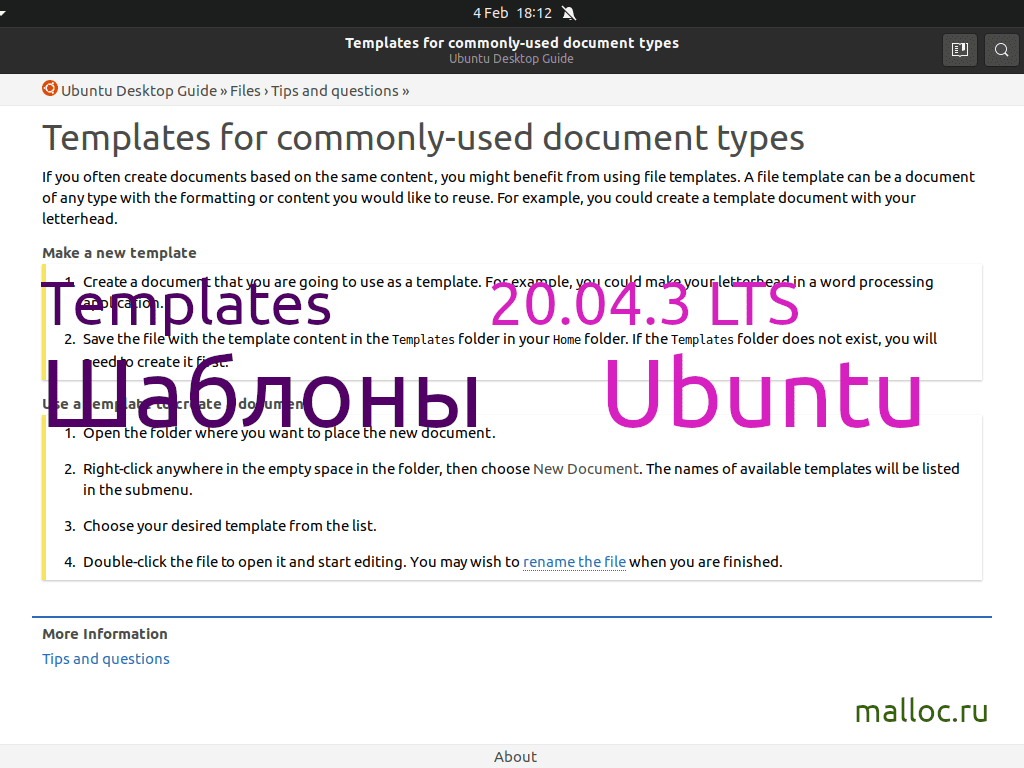 4 Feb 18:12
Templates for commonly-used document types
Ubuntu Desktop Guide
Ubuntu Desktop Guide » Files › Tips and questions »
Templates for commonly-used document types
If you often create documents based on the same content, you might benefit from using file templates. A file template can be a document
of any type with the formatting or content you would like to reuse. For example, you could create a template document with your
letterhead.
Make a new template
1. Create a document that you are going to use as a template. For example, you could make your letterhead in a word processing
application.
Templates 20.04.3 LTS
2. Save the file with the template content in the Templates folder in your Home folder. If the Templates folder does not exist, you will
need to create it first.
Шаблоны Ubuntu
Use a template to create a document
1. Open the folder where you want to place the new document.
2. Right-click anywhere in the empty space in the folder, then choose New Document. The names of available templates will be listed
in the submenu.
3. Choose your desired template from the list.
4. Double-click the file to open it and start editing. You may wish to rename the file when you are finished.
More Information
Tips and questions
malloc.ru
About